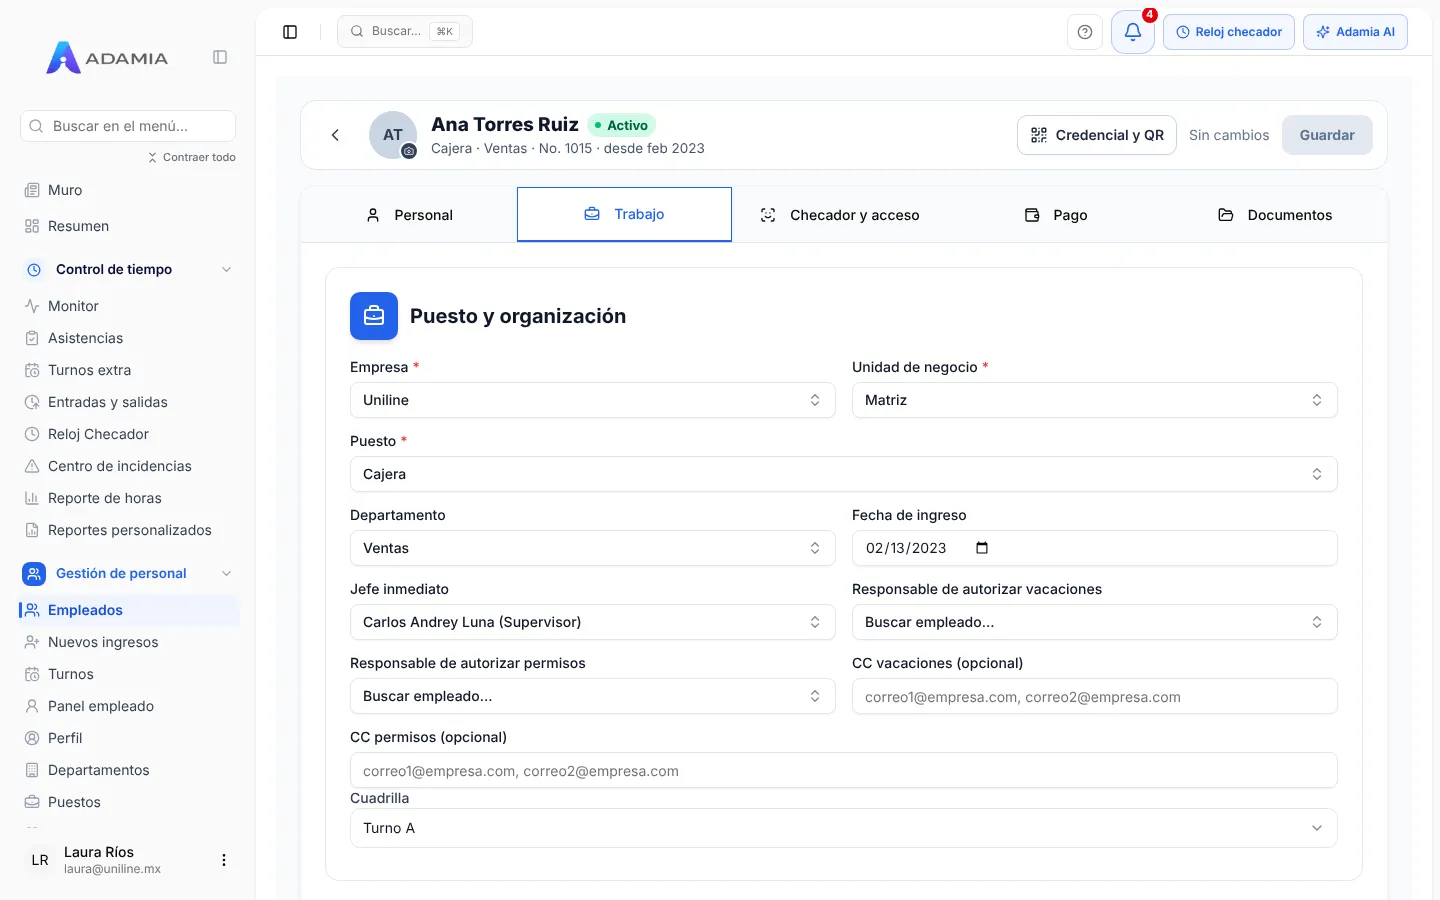 ADAMIA
Buscar en el menú...
Contraer todo
Muro
Resumen
Control de tiempo
Monitor
Asistencias
Turnos extra
Entradas y salidas
Reloj Checador
Centro de incidencias
Reporte de horas
Reportes personalizados
Gestión de personal
Empleados
Nuevos ingresos
Turnos
Panel empleado
Perfil
Departamentos
Puestos
LR
Laura Ríos
laura@uniline.mx
Buscar... ⌘K
4
Reloj checador
Adamia AI
AT
Ana Torres Ruiz
Activo
Cajera · Ventas · No. 1015 · desde feb 2023
Credencial y QR
Sin cambios
Guardar
Personal
Trabajo
Checador y acceso
Pago
Documentos
Puesto y organización
Empresa *
Uniline
Unidad de negocio *
Matriz
Puesto *
Cajera
Departamento
Ventas
Fecha de ingreso
02/13/2023
Jefe inmediato
Carlos Andrey Luna (Supervisor)
Responsable de autorizar vacaciones
Buscar empleado...
Responsable de autorizar permisos
Buscar empleado...
CC vacaciones (opcional)
correo1@empresa.com, correo2@empresa.com
CC permisos (opcional)
correo1@empresa.com, correo2@empresa.com
Cuadrilla
Turno A